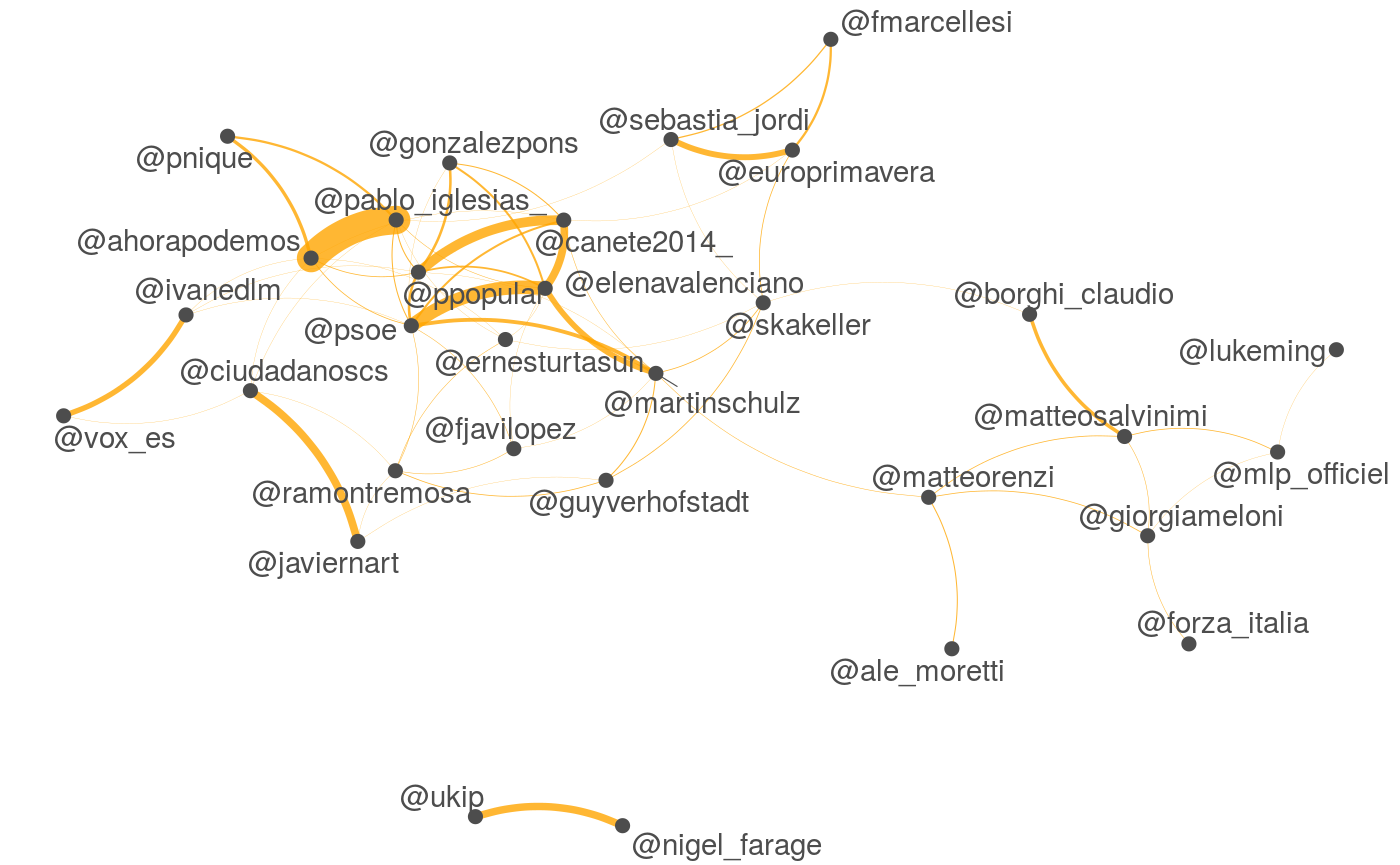 @fmarcellesi
@sebastia_jordi
@pnique
@gonzalezpons
@europrimavera
@pablo_iglesias_
@ahorapodemos
@canete2014_
@ivanedlm
@ppopular
@elenavalenciano
@borghi_claudio
@psoe
@skakeller
@lukeming
@ciudadanoscs
@ernesturtasun
@martinschulz
@vox_es
@fjavilopez
@matteosalvinimi
@ramontremosa
@guyverhofstadt
@matteorenzi
@mlp_officiel
@giorgiameloni
@javiernart
@forza_italia
@ale_moretti
@ukip
@nigel_farage